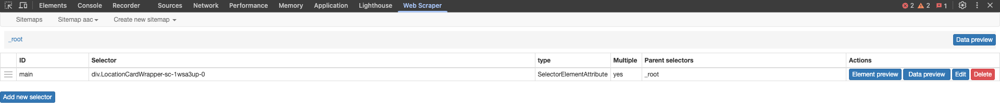 Elements Console Recorder Sources Network Performance Memory Application Lighthouse Web Scraper 2 2 1
Sitemaps Sitemap aac Create new sitemap
_root Data preview
ID Selector type Multiple Parent selectors Actions
main div.LocationCardWrapper-sc-1wsa3up-0 SelectorElementAttribute yes _root Element preview Data preview Edit Delete
Add new selector